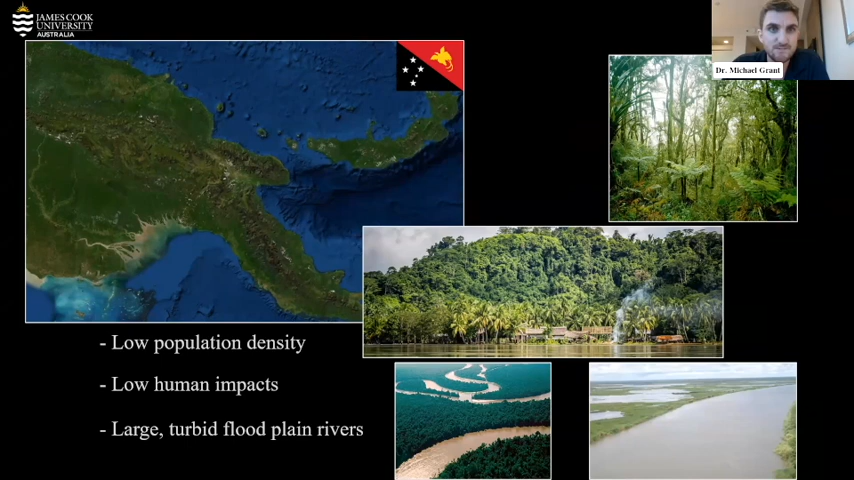 JAMES COOK
UNIVERSITY
AUSTRALIA
Dr. Michael Grant
- Low population density
- Low human impacts
- Large, turbid flood plain rivers